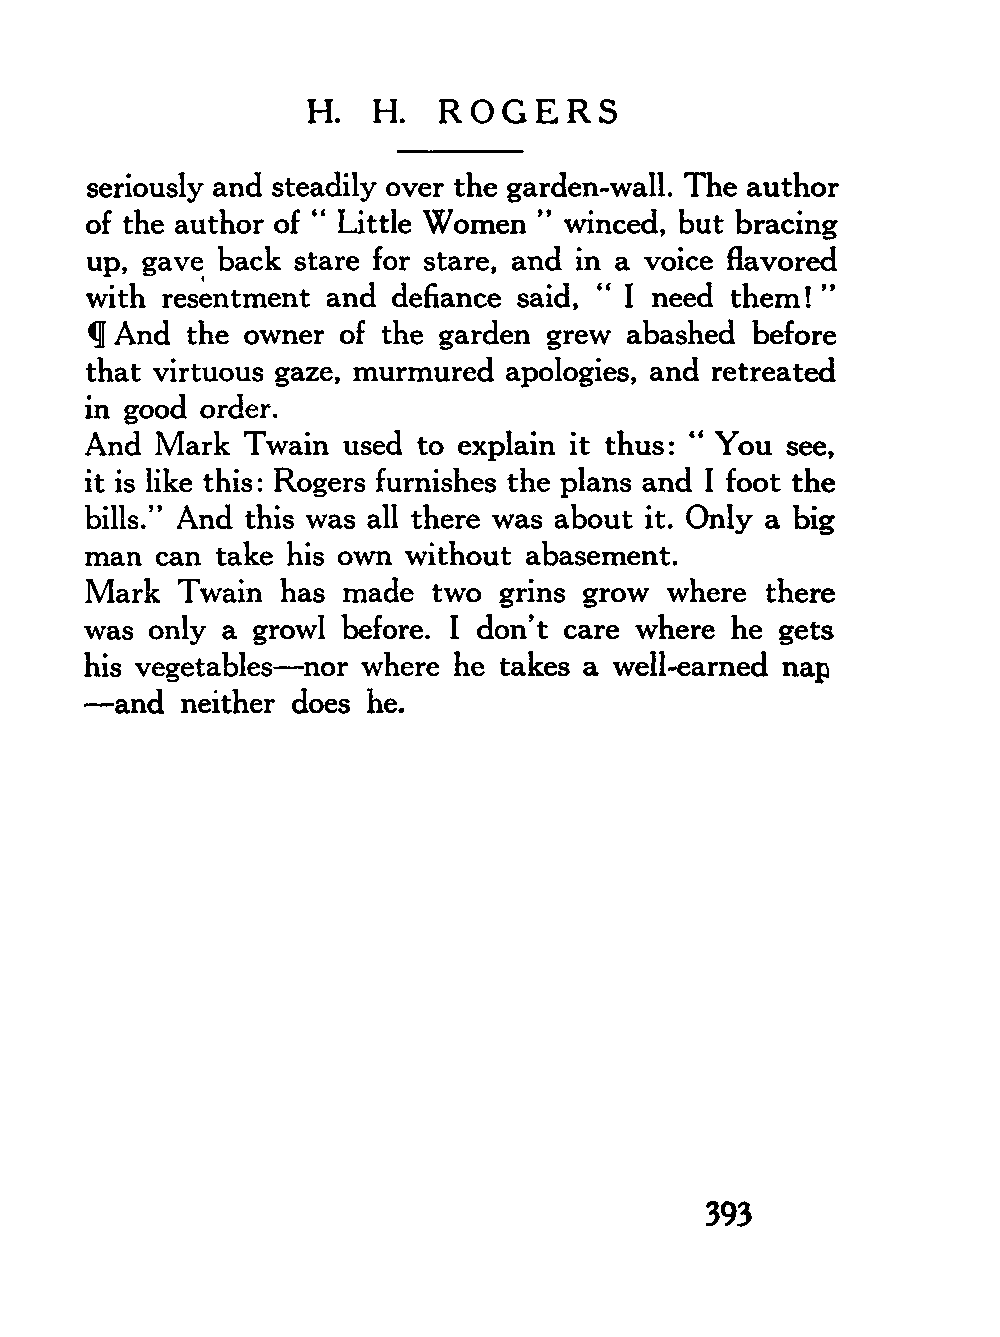 H. H. ROGERS
seriously and steadily over the garden-wall. The author
of the author of “ Little Women ” winced, but bracing
up, gave back stare for stare, and in a voice flavored
with resentment and defiance said, “ I need them! ”
¶ And the owner of the garden grew abashed before
that virtuous gaze, murmured apologies, and retreated
in good order.
And Mark Twain used to explain it thus: “ You see,
it is like this: Rogers furnishes the plans and I foot the
bills.” And this was all there was about it. Only a big
man can take his own without abasement.
Mark Twain has made two grins grow where there
was only a growl before. I don’t care where he gets
his vegetables—nor where he takes a well-earned nap
—and neither does he.
393